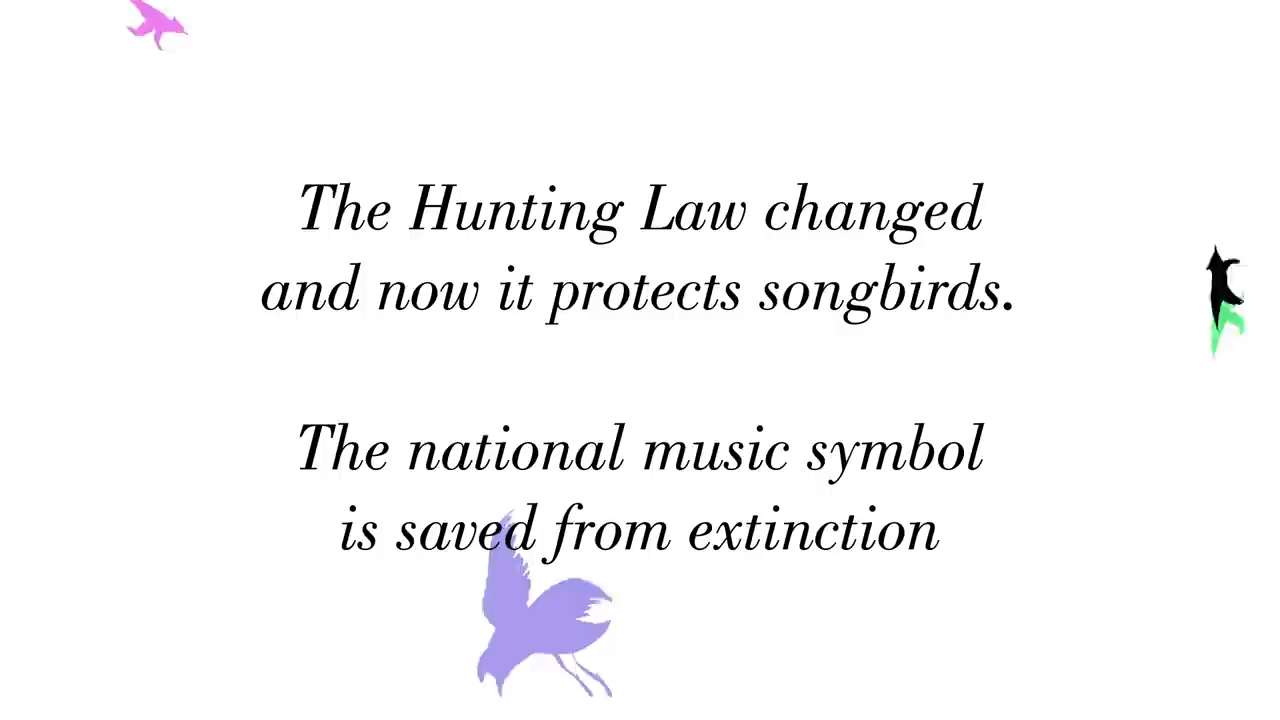 The Hunting Law changed
and now it protects songbirds.
The national music symbol
is saved from extinction